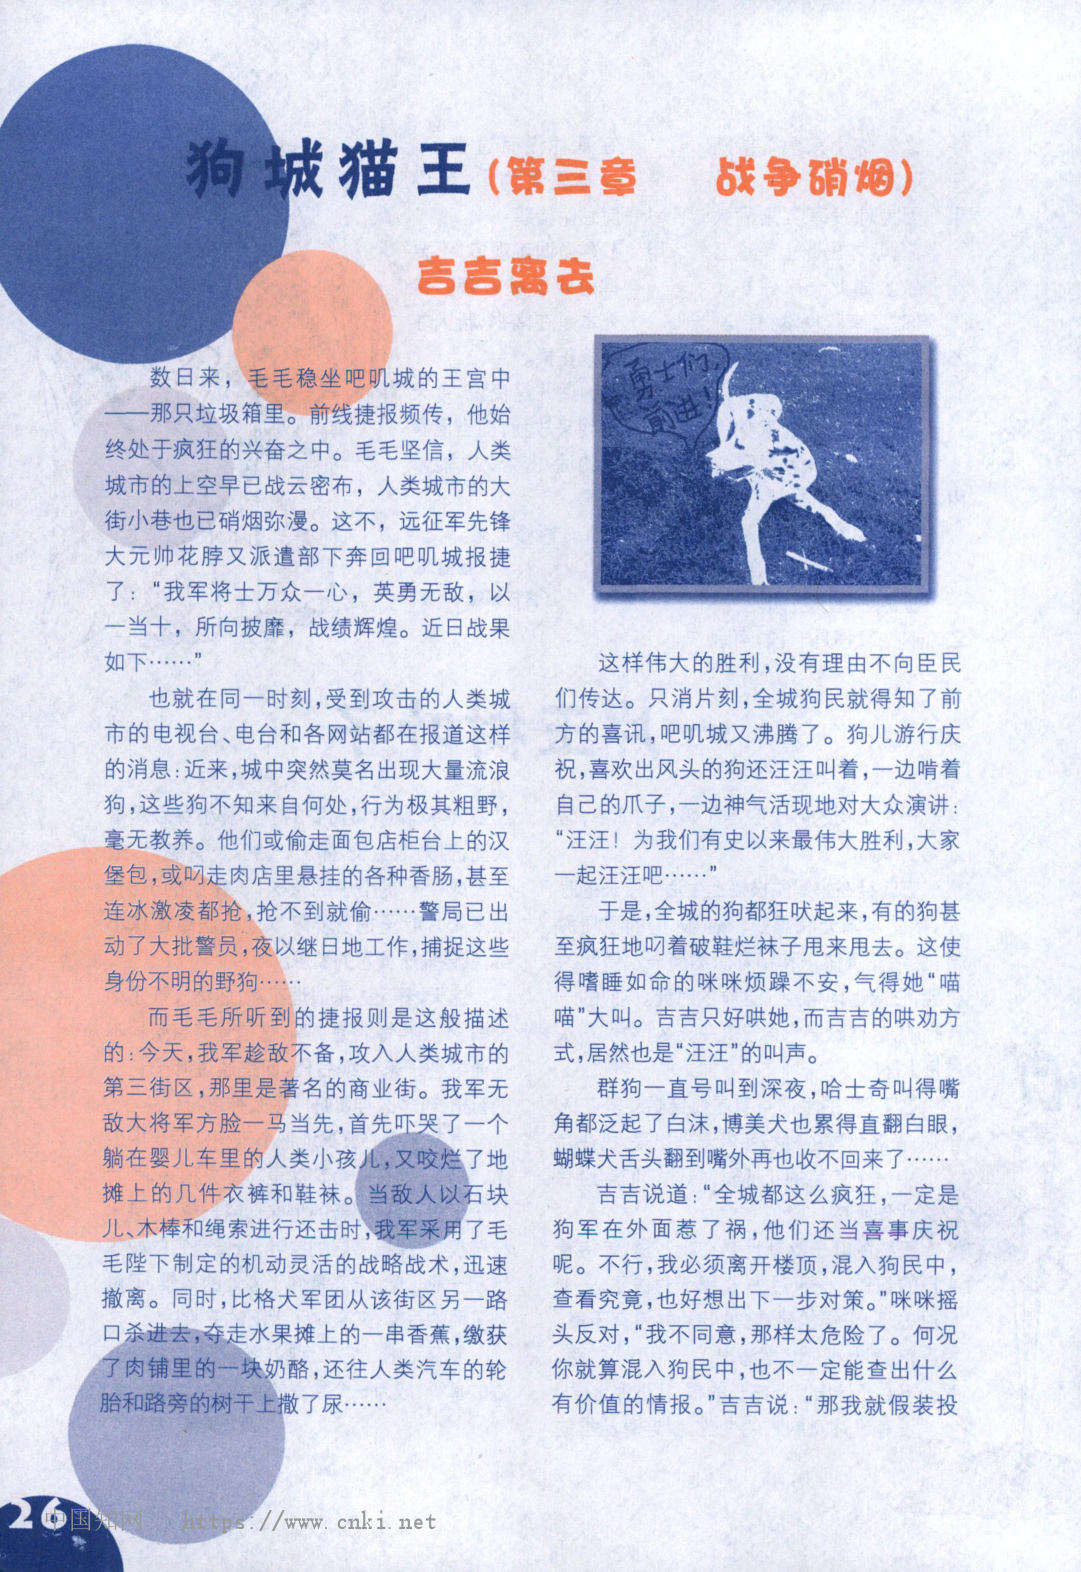 狗城猫王(第三章 战争硝烟)
吉吉离去
数日来，毛毛稳坐吧叽城的王宫中
——那只垃圾箱里。前线捷报频传，他始
终处于疯狂的兴奋之中。毛毛坚信，人类
城市的上空早已战云密布，人类城市的大
街小巷也已硝烟弥漫。这不，远征军先锋
大元帅花脖又派遣部下奔回吧叽城报捷
了：“我军将士万众一心，英勇无敌，以
一当十，所向披靡，战绩辉煌。近日战果
如下……”
也就在同一时刻，受到攻击的人类城
市的电视台、电台和各网站都在报道这样
的消息：近来，城中突然莫名出现大量流浪
狗，这些狗不知来自何处，行为极其粗野，
毫无教养。他们或偷走面包店柜台上的汉
堡包，或叼走肉店里悬挂的各种香肠，甚至
连冰激凌都抢，抢不到就偷……警局已出
动了大批警员，夜以继日地工作，捕捉这些
身份不明的野狗……
而毛毛所听到的捷报则是这般描述
的：今天，我军趁敌不备，攻入人类城市的
第三街区，那里是著名的商业街。我军无
敌大将军方脸一马当先，首先吓哭了一个
躺在婴儿车里的人类小孩儿，又咬烂了地
摊上的几件衣裤和鞋袜。当敌人以石块
儿、木棒和绳索进行还击时，我军采用了毛
毛陛下制定的机动灵活的战略战术，迅速
撤离。同时，比格犬军团从该街区另一路
口杀进去，夺走水果摊上的一串香蕉，缴获
了肉铺里的一块奶酪，还往人类汽车的轮
胎和路旁的树干上撒了尿……
勇士们，
前进！
这样伟大的胜利，没有理由不向臣民
们传达。只消片刻，全城狗民就得知了前
方的喜讯，吧叽城又沸腾了。狗儿游行庆
祝，喜欢出风头的狗还汪汪叫着，一边啃着
自己的爪子，一边神气活现地对大众演讲：
“汪汪！为我们有史以来最伟大胜利，大家
一起汪汪吧……”
于是，全城的狗都狂吠起来，有的狗甚
至疯狂地叼着破鞋烂袜子甩来甩去。这使
得嗜睡如命的咪咪烦躁不安，气得她“喵
喵”大叫。吉吉只好哄她，而吉吉的哄劝方
式，居然也是“汪汪”的叫声。
群狗一直号叫到深夜，哈士奇叫得嘴
角都泛起了白沫，博美犬也累得直翻白眼，
蝴蝶犬舌头翻到嘴外再也收不回来了……
吉吉说道：“全城都这么疯狂，一定是
狗军在外面惹了祸，他们还当喜事庆祝
呢。不行，我必须离开楼顶，混入狗民中，
查看究竟，也好想出下一步对策。”咪咪摇
头反对，“我不同意，那样太危险了。何况
你就算混入狗民中，也不一定能查出什么
有价值的情报。”吉吉说：“那我就假装投
26
中国知网 https://www.cnki.net